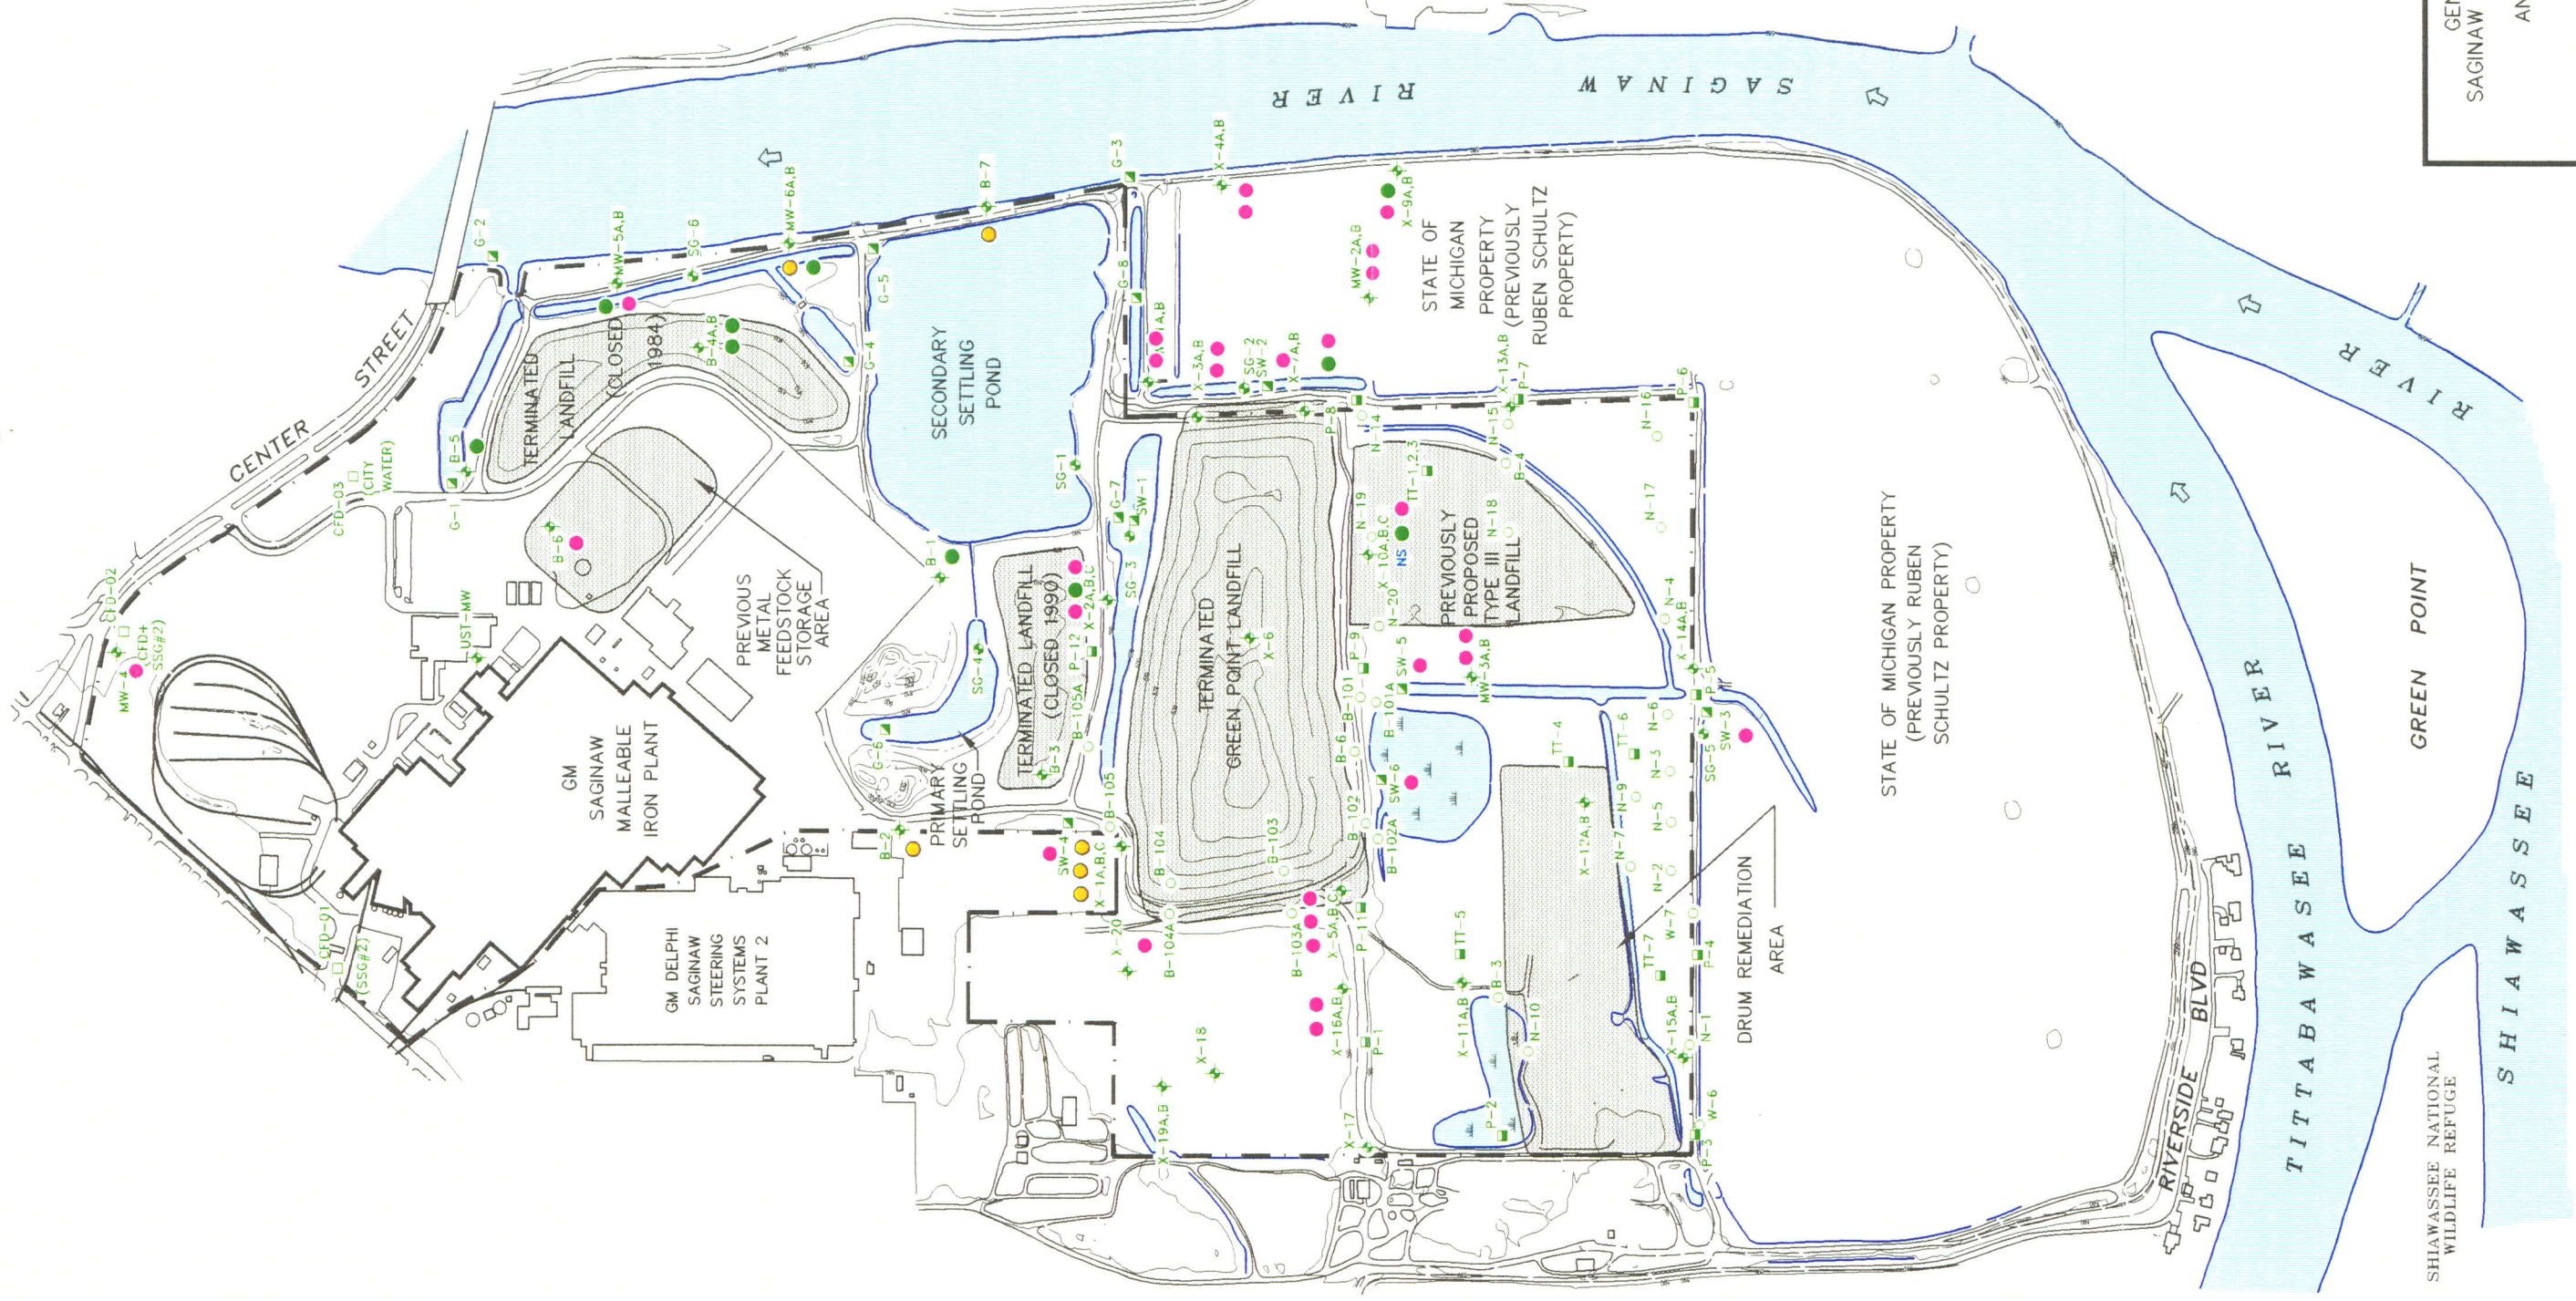 CENTER STREET
CFD-02
MW-4
(CFD+
SSG#2)
CFD-03
(CITY
WATER)
G-1
B-5
G-2
MW-5A,B
SG-6
MW-6A,B
B-7
TERMINATED
LANDFILL
(CLOSED
1984)
B-4A,B
G-4
G-5
B-6
UST-MW
GM
SAGINAW
MALLEABLE
IRON PLANT
CFD-01
(SSG#2)
GM DELPHI
SAGINAW
STEERING
SYSTEMS
PLANT 2
PREVIOUS
METAL
FEEDSTOCK
STORAGE
AREA
B-1
SECONDARY
SETTLING
POND
SG-1
G-6
SG-4
PRIMARY
SETTLING
POND
B-2
TERMINATED LANDFILL
(CLOSED 1990)
B-3
B-105A
P-12
X-2A,B,C
SG-3
G-7
SW-1
G-8
G-3
X-4A,B
SW-4
X-1A,B,C
B-105
X-20
B-104A
B-104
B-103
B-103A
X-5A,B,C
P-11
TERMINATED
GREEN POINT LANDFILL
X-6
X-3A,B
SG-2
SW-2
X-7A,B
P-8
MW-2A,B
X-9A,B
STATE OF
MICHIGAN
PROPERTY
(PREVIOUSLY
RUBEN SCHULTZ
PROPERTY)
N-14
N-19
X-10A,B,C
NS
TT-1,2,3
N-20
P-9
B-101
B-101A
SW-5
MW-3A,B
PREVIOUSLY
PROPOSED
TYPE III
LANDFILL
N-18
B-4
N-15
X-13A,B
P-7
P-6
N-16
N-17
N-4
X-14A,B
P-5
SG-5
SW-3
B-6
SW-6
B-102
B-102A
TT-4
TT-6
N-6
N-3
N-9
N-5
N-7
N-2
X-12A,B
W-7
P-4
TT-7
X-15A,B
N-1
W-6
P-3
DRUM REMEDIATION
AREA
TT-5
X-11A,B
B-3
N-10
P-2
X-16A,B
P-1
X-17
X-18
X-19A,B
STATE OF MICHIGAN PROPERTY
(PREVIOUSLY RUBEN
SCHULTZ PROPERTY)
SAGINAW RIVER
RIVERSIDE BLVD
TITTABAWASSEE RIVER
GREEN POINT
SHIAWASSEE RIVER
SHIAWASSEE NATIONAL
WILDLIFE REFUGE
SAGINAW